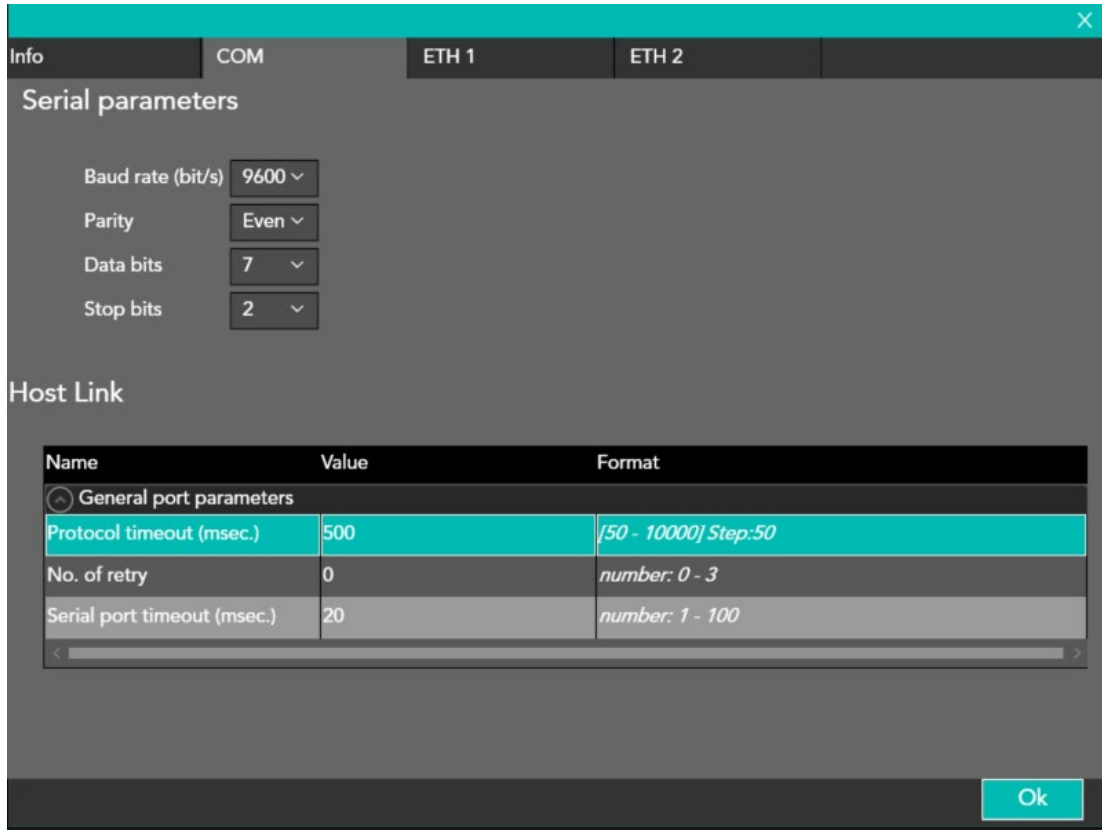 Info COM ETH 1 ETH 2
Serial parameters
Baud rate (bit/s) 9600
Parity Even
Data bits 7
Stop bits 2
Host Link
Name Value Format
General port parameters
Protocol timeout (msec.) 500 [50 - 10000] Step:50
No. of retry 0 number: 0 - 3
Serial port timeout (msec.) 20 number: 1 - 100
Ok